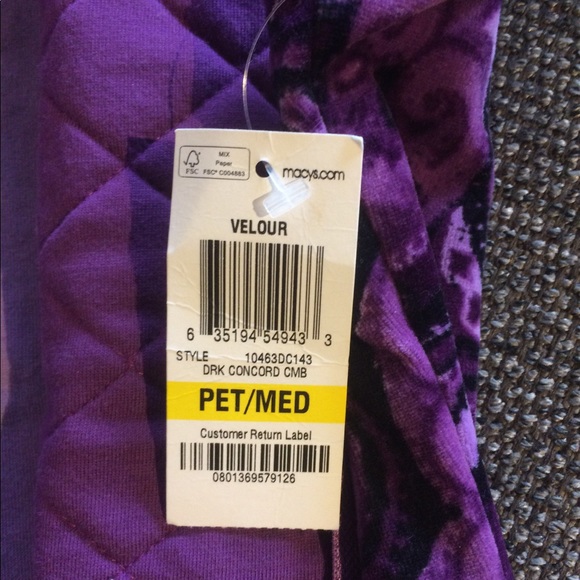 MIX
Paper
FSC
FSC® C004883
macys.com
VELOUR
6 35194 54943 3
STYLE 10463DC143
DRK CONCORD CMB
PET/MED
Customer Return Label
0801369579126